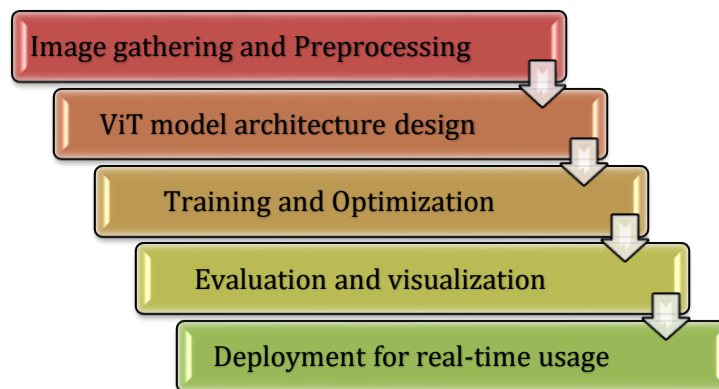 Image gathering and Preprocessing
ViT model architecture design
Training and Optimization
Evaluation and visualization
Deployment for real-time usage